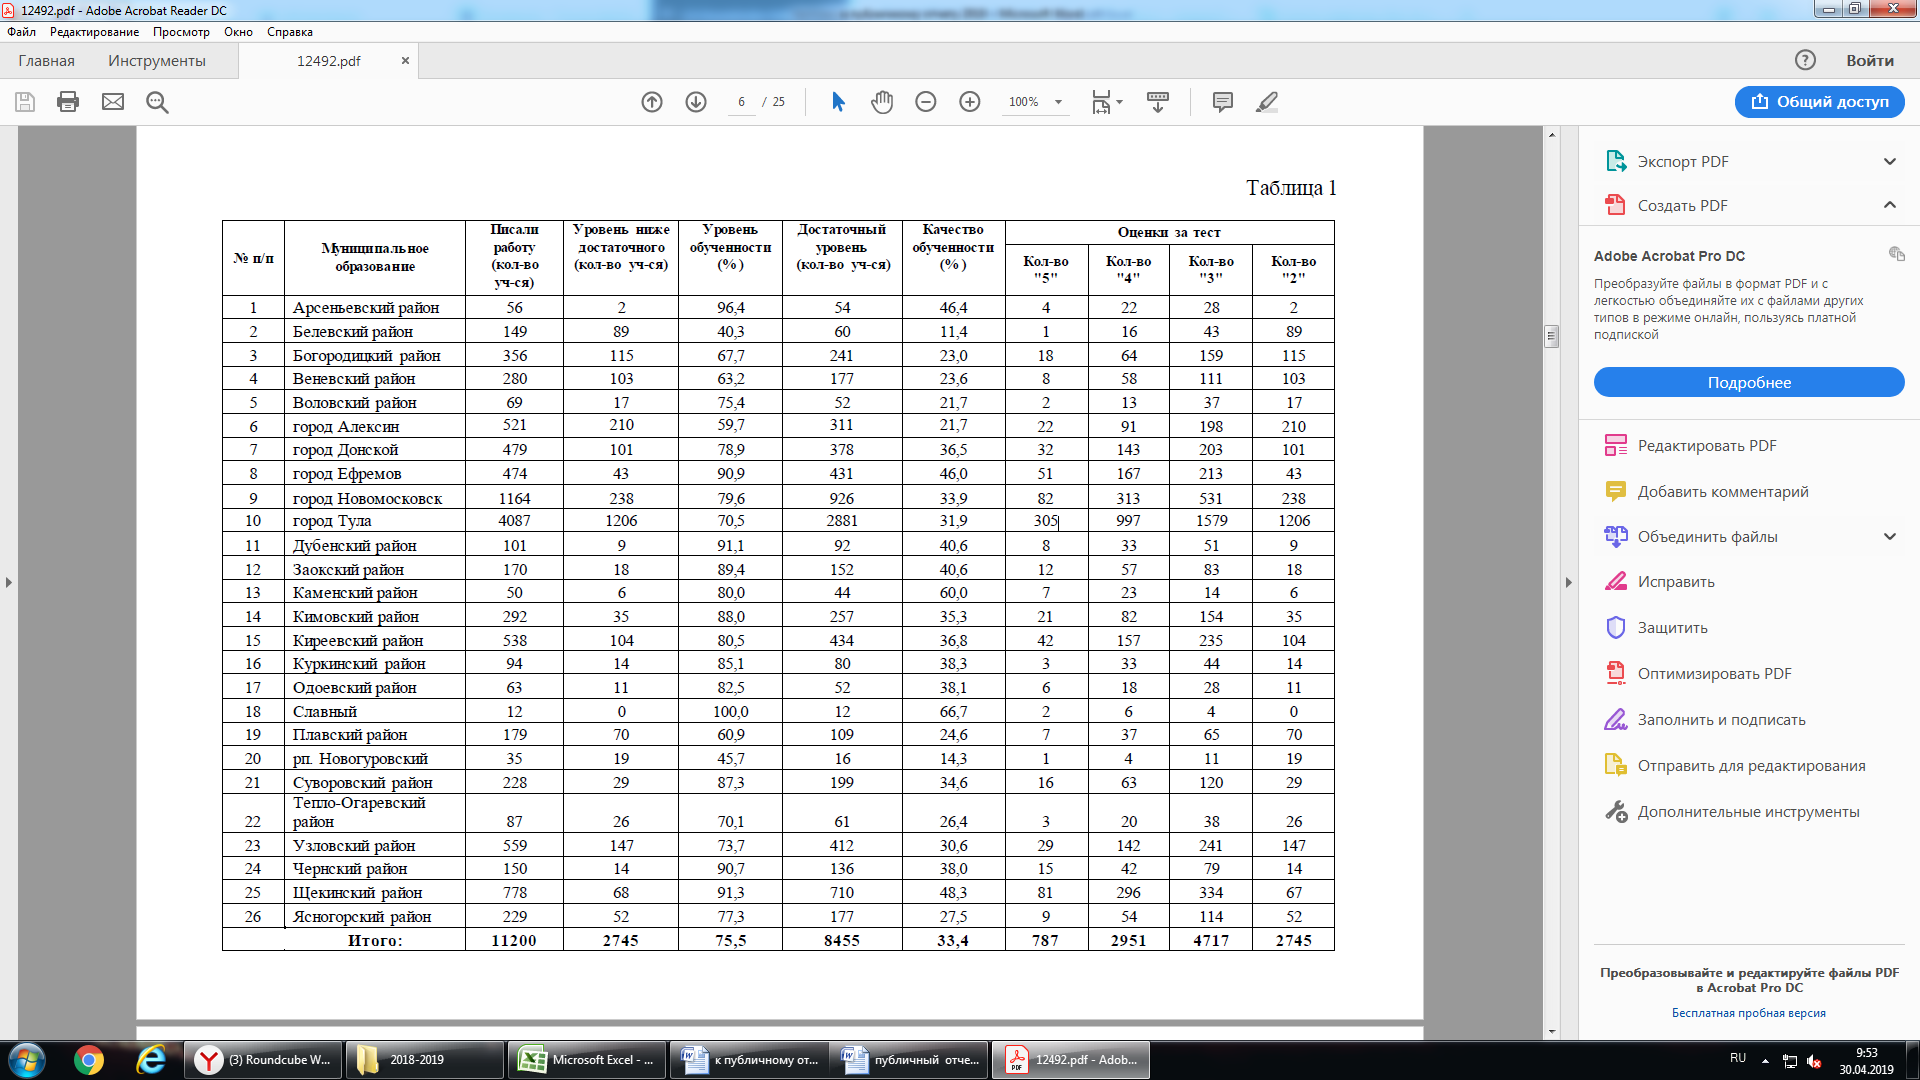 12492.pdf - Adobe Acrobat Reader DC
Файл Редактирование Просмотр Окно Справка
Главная Инструменты 12492.pdf × Войти
6 / 25 100% Общий доступ
Таблица 1
№ п/п Муниципальное образование Писали работу (кол-во уч-ся) Уровень ниже достаточного (кол-во уч-ся) Уровень обученности (%) Достаточный уровень (кол-во уч-ся) Качество обученности (%) Оценки за тест
Кол-во "5" Кол-во "4" Кол-во "3" Кол-во "2"
1 Арсеньевский район 56 2 96,4 54 46,4 4 22 28 2
2 Белевский район 149 89 40,3 60 11,4 1 16 43 89
3 Богородицкий район 356 115 67,7 241 23,0 18 64 159 115
4 Веневский район 280 103 63,2 177 23,6 8 58 111 103
5 Воловский район 69 17 75,4 52 21,7 2 13 37 17
6 город Алексин 521 210 59,7 311 21,7 22 91 198 210
7 город Донской 479 101 78,9 378 36,5 32 143 203 101
8 город Ефремов 474 43 90,9 431 46,0 51 167 213 43
9 город Новомосковск 1164 238 79,6 926 33,9 82 313 531 238
10 город Тула 4087 1206 70,5 2881 31,9 305 997 1579 1206
11 Дубенский район 101 9 91,1 92 40,6 8 33 51 9
12 Заокский район 170 18 89,4 152 40,6 12 57 83 18
13 Каменский район 50 6 80,0 44 60,0 7 23 14 6
14 Кимовский район 292 35 88,0 257 35,3 21 82 154 35
15 Киреевский район 538 104 80,5 434 36,8 42 157 235 104
16 Куркинский район 94 14 85,1 80 38,3 3 33 44 14
17 Одоевский район 63 11 82,5 52 38,1 6 18 28 11
18 Славный 12 0 100,0 12 66,7 2 6 4 0
19 Плавский район 179 70 60,9 109 24,6 7 37 65 70
20 рп. Новогуровский 35 19 45,7 16 14,3 1 4 11 19
21 Суворовский район 228 29 87,3 199 34,6 16 63 120 29
22 Тепло-Огаревский район 87 26 70,1 61 26,4 3 20 38 26
23 Узловский район 559 147 73,7 412 30,6 29 142 241 147
24 Чернский район 150 14 90,7 136 38,0 15 42 79 14
25 Щекинский район 778 68 91,3 710 48,3 81 296 334 67
26 Ясногорский район 229 52 77,3 177 27,5 9 54 114 52
Итого: 11200 2745 75,5 8455 33,4 787 2951 4717 2745
Экспорт PDF
Создать PDF
Adobe Acrobat Pro DC
Преобразуйте файлы в формат PDF и с
легкостью объединяйте их с файлами других
типов в режиме онлайн, пользуясь платной
подпиской
Подробнее
Редактировать PDF
Добавить комментарий
Объединить файлы
Исправить
Защитить
Оптимизировать PDF
Заполнить и подписать
Отправить для редактирования
Дополнительные инструменты
Преобразовывайте и редактируйте файлы PDF
в Acrobat Pro DC
Бесплатная пробная версия
(3) Roundcube W... 2018-2019 Microsoft Excel - ... к публичному от... публичный отче... 12492.pdf - Adob... RU 9:53
30.04.2019